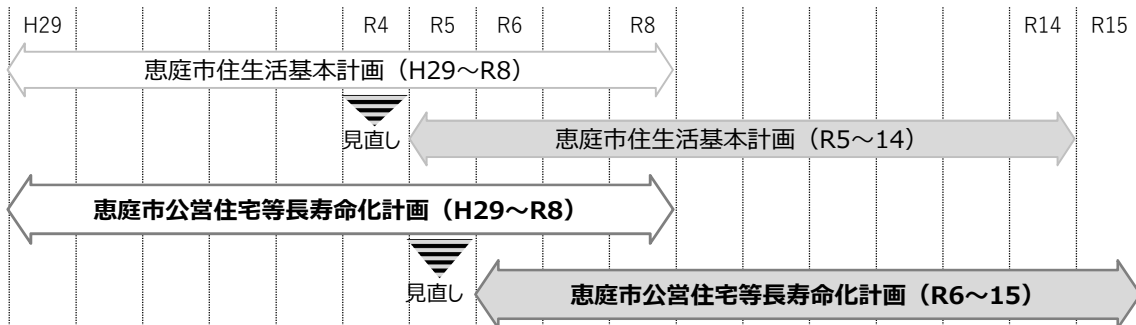 H29 R4 R5 R6 R8 R14 R15
恵庭市住生活基本計画（H29～R8）
見直し
恵庭市住生活基本計画（R5～14）
恵庭市公営住宅等長寿命化計画（H29～R8）
見直し
恵庭市公営住宅等長寿命化計画（R6～15）